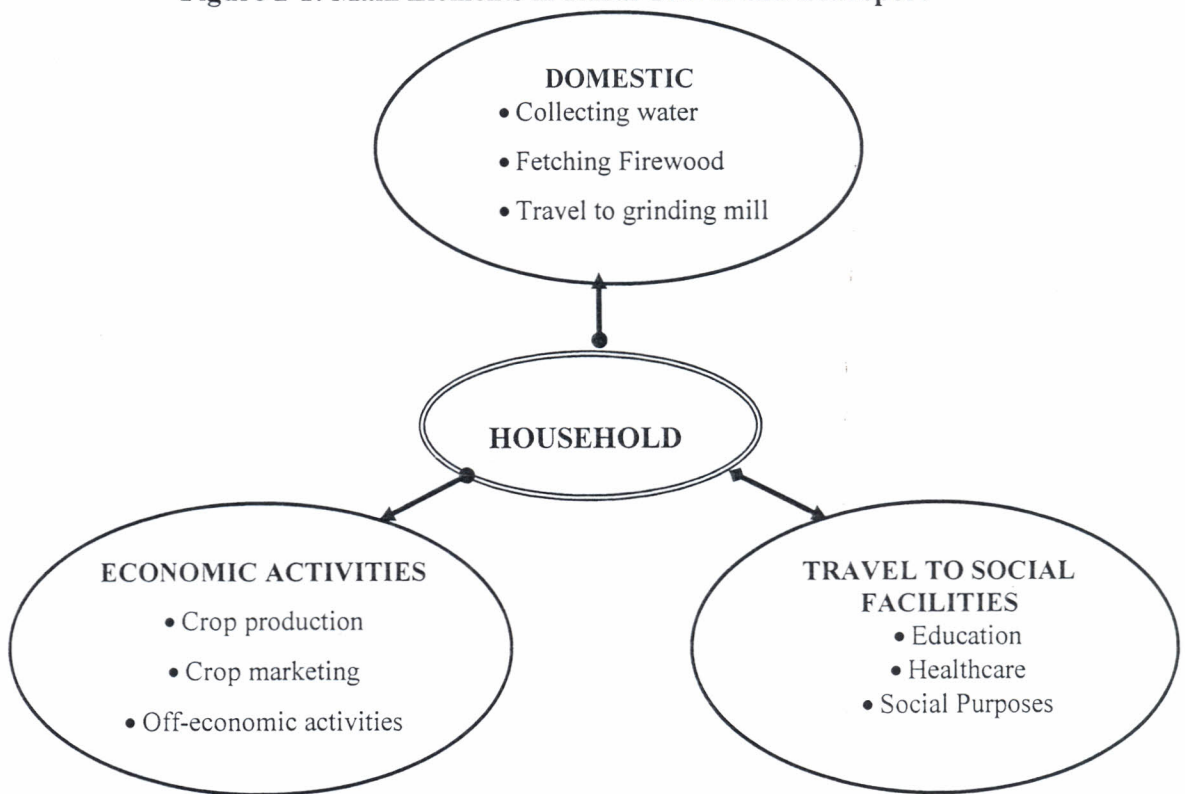 DOMESTIC
• Collecting water
• Fetching Firewood
• Travel to grinding mill
HOUSEHOLD
ECONOMIC ACTIVITIES
• Crop production
• Crop marketing
• Off-economic activities
TRAVEL TO SOCIAL
FACILITIES
• Education
• Healthcare
• Social Purposes